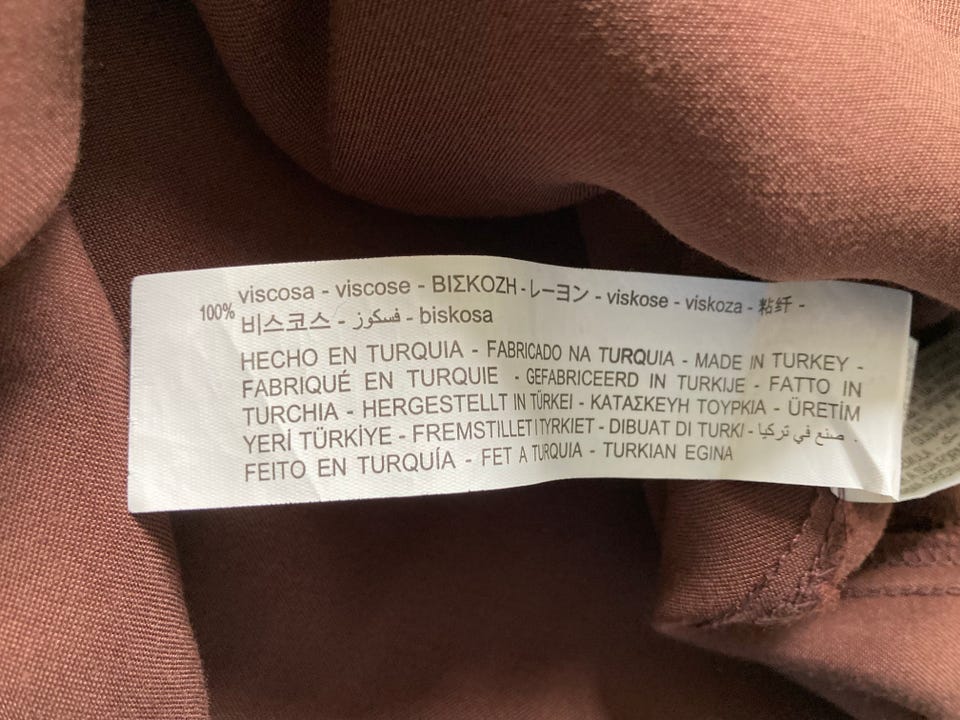 100% viscosa - viscose - ΒΙΣΚΟΖΗ - レーヨン - viskose - viskoza - 粘纤 -
비스코스 - فسكوز - biskosa
HECHO EN TURQUIA - FABRICADO NA TURQUIA - MADE IN TURKEY -
FABRIQUÉ EN TURQUIE - GEFABRICEERD IN TURKIJE - FATTO IN
TURCHIA - HERGESTELLT IN TÜRKEI - ΚΑΤΑΣΚΕΥΗ ΤΟΥΡΚΙΑ - ÜRETİM
YERİ TÜRKİYE - FREMSTILLET I TYRKIET - DIBUAT DI TURKI - صنع في تركيا .
FEITO EN TURQUÍA - FET A TURQUIA - TURKIAN EGINA